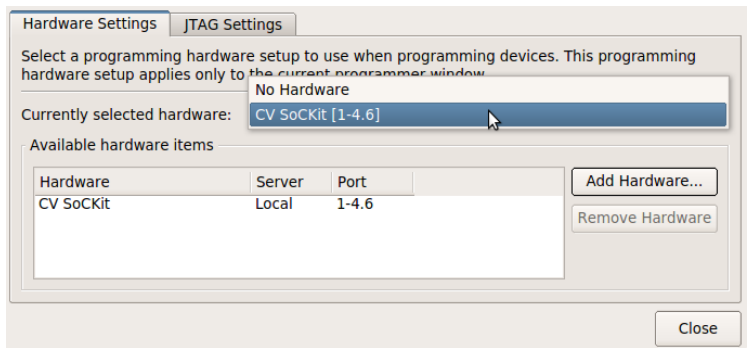 Hardware Settings
JTAG Settings
Select a programming hardware setup to use when programming devices. This programming
hardware setup applies only to the current programmer window.
No Hardware
Currently selected hardware:
CV SoCKit [1-4.6]
Available hardware items
Hardware Server Port
CV SoCKit Local 1-4.6
Add Hardware...
Remove Hardware
Close